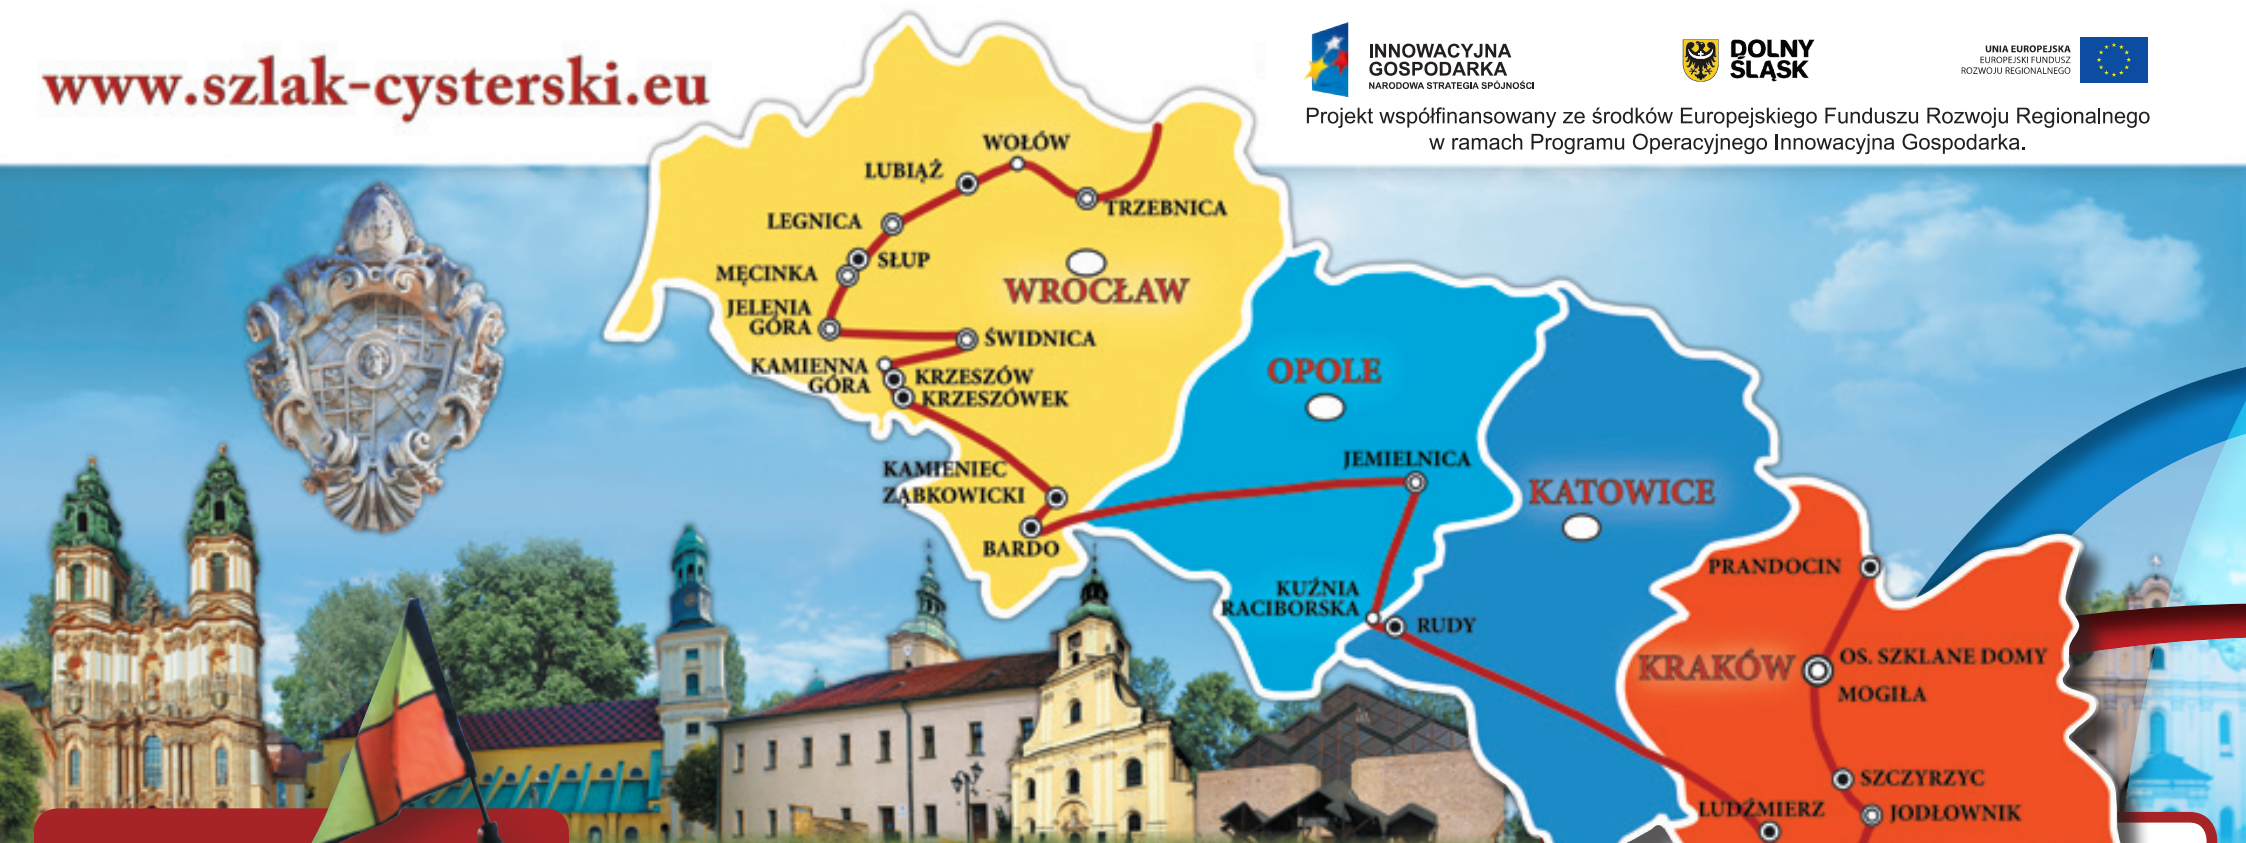 www.szlak-cysterski.eu
INNOWACYJNA
GOSPODARKA
NARODOWA STRATEGIA SPÓJNOŚCI
DOLNY
ŚLĄSK
UNIA EUROPEJSKA
EUROPEJSKI FUNDUSZ
ROZWOJU REGIONALNEGO
Projekt współfinansowany ze środków Europejskiego Funduszu Rozwoju Regionalnego
w ramach Programu Operacyjnego Innowacyjna Gospodarka.
WOŁÓW
LUBIĄŻ
TRZEBNICA
LEGNICA
SŁUP
MĘCINKA
WROCŁAW
JELENIA
GÓRA
ŚWIDNICA
KAMIENNA
GÓRA
KRZESZÓW
KRZESZÓWEK
OPOLE
JEMIELNICA
KAMIENIEC
ZĄBKOWICKI
KATOWICE
BARDO
PRANDOCIN
KUŹNIA
RACIBORSKA
RUDY
KRAKÓW
OS. SZKLANE DOMY
MOGIŁA
SZCZYRZYC
LUDŹMIERZ
JODŁOWNIK